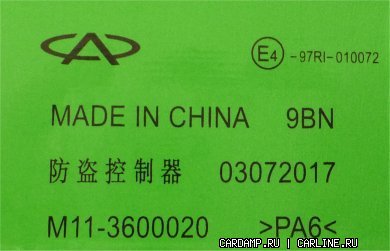 E4 -97RI-010072
MADE IN CHINA 9BN
防盗控制器 03072017
M11-3600020 >PA6<
CARDAMP.RU | CARLINE.RU